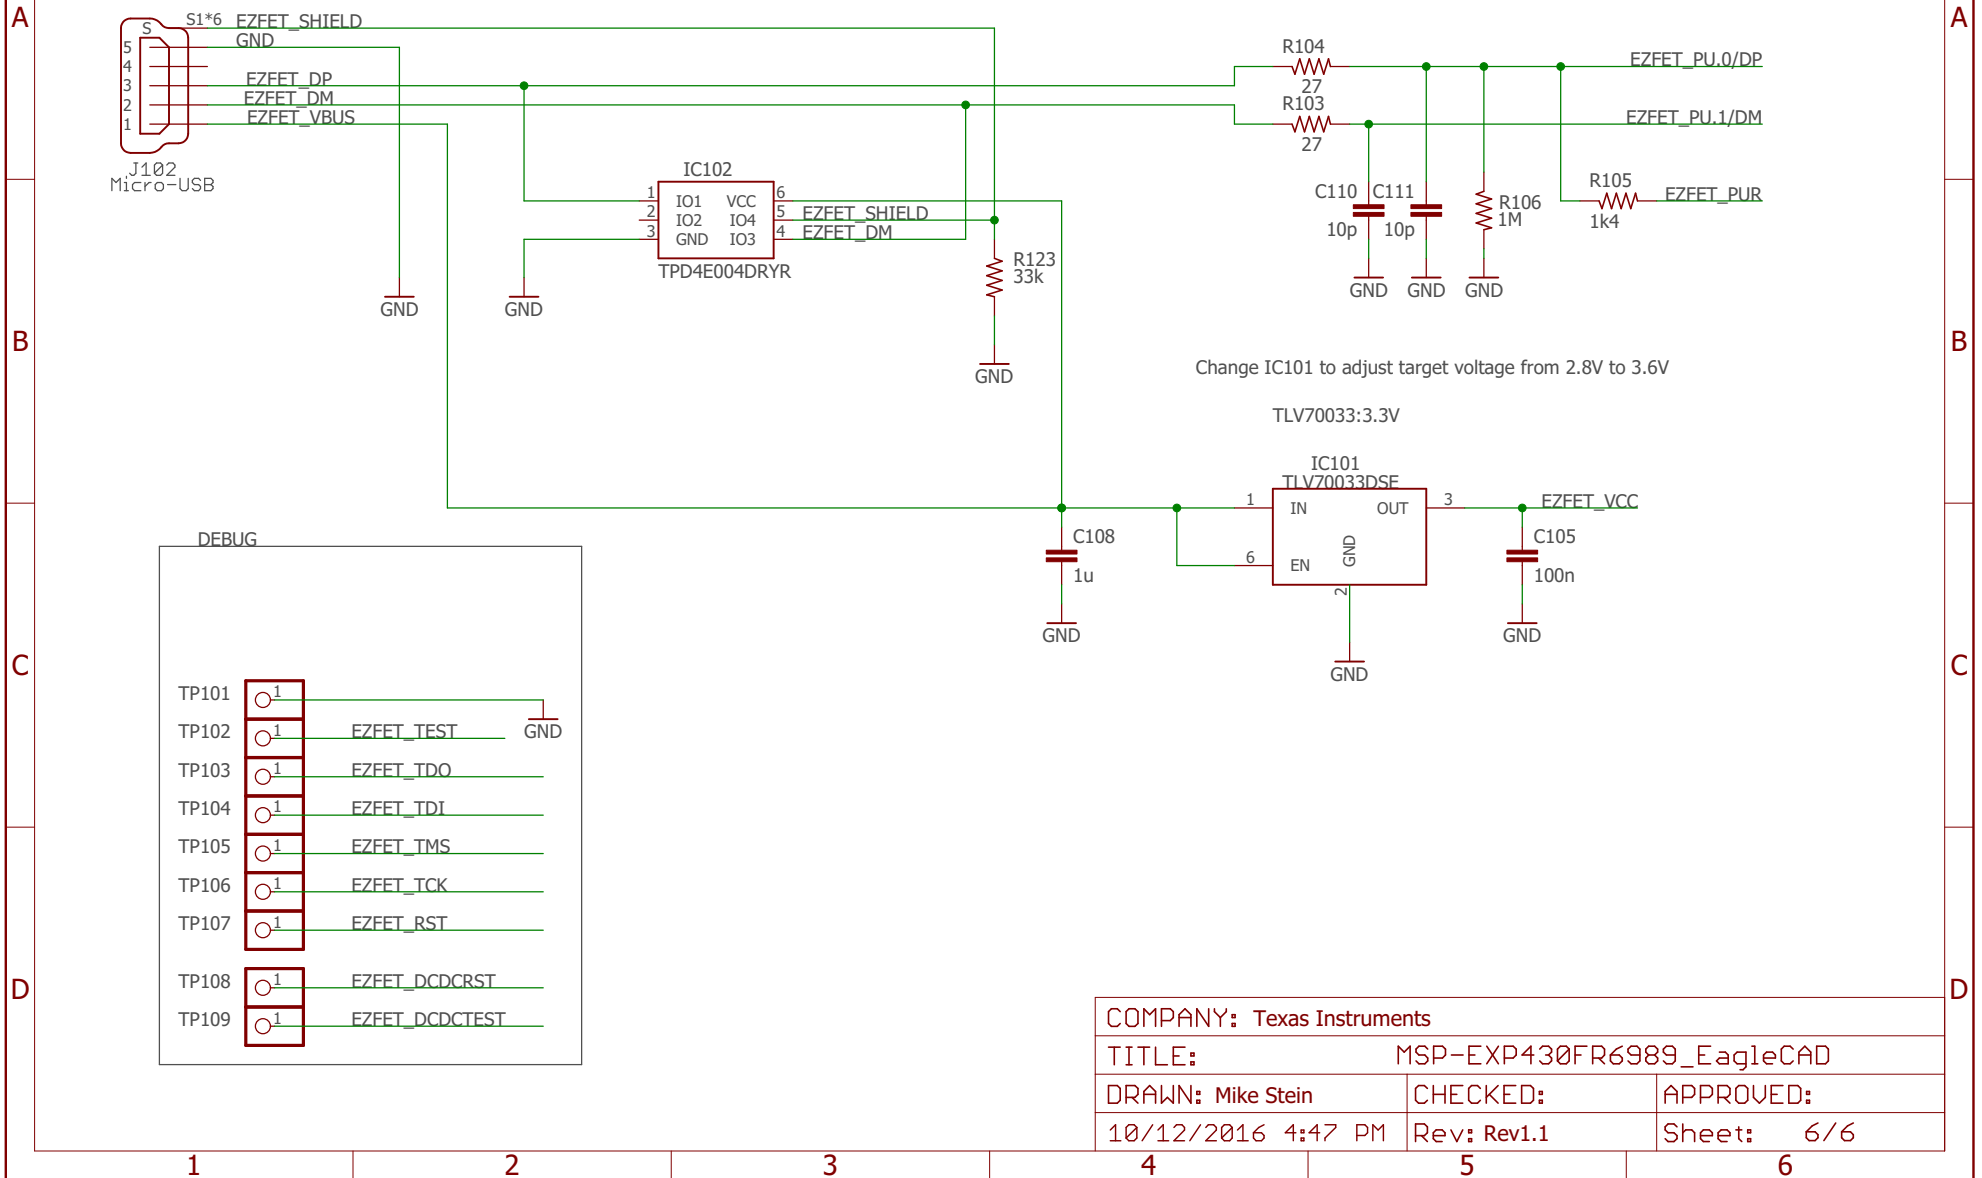 A
A
S1*6 EZFET_SHIELD
S
GND
5
4
3 EZFET_DP
2 EZFET_DM
1 EZFET_VBUS
J102
Micro-USB
R104
27
EZFET_PU.0/DP
R103
27
EZFET_PU.1/DM
IC102
1 IO1 VCC 6
2 IO2 IO4 5 EZFET_SHIELD
3 GND IO3 4 EZFET_DM
TPD4E004DRYR
GND
GND
R123
33k
GND
C110
10p
C111
10p
R106
1M
R105
1k4
EZFET_PUR
GND
GND
GND
B
B
Change IC101 to adjust target voltage from 2.8V to 3.6V
TLV70033:3.3V
IC101
TLV70033DSE
1 IN OUT 3 EZFET_VCC
6 EN GND
2
C108
1u
GND
C105
100n
GND
GND
C
C
DEBUG
TP101 1
GND
TP102 1 EZFET_TEST
TP103 1 EZFET_TDO
TP104 1 EZFET_TDI
TP105 1 EZFET_TMS
TP106 1 EZFET_TCK
TP107 1 EZFET_RST
TP108 1 EZFET_DCDCRST
TP109 1 EZFET_DCDCTEST
D
D
COMPANY: Texas Instruments
TITLE: MSP-EXP430FR6989_EagleCAD
DRAWN: Mike Stein CHECKED: APPROVED:
10/12/2016 4:47 PM Rev: Rev1.1 Sheet: 6/6
1 2 3 4 5 6